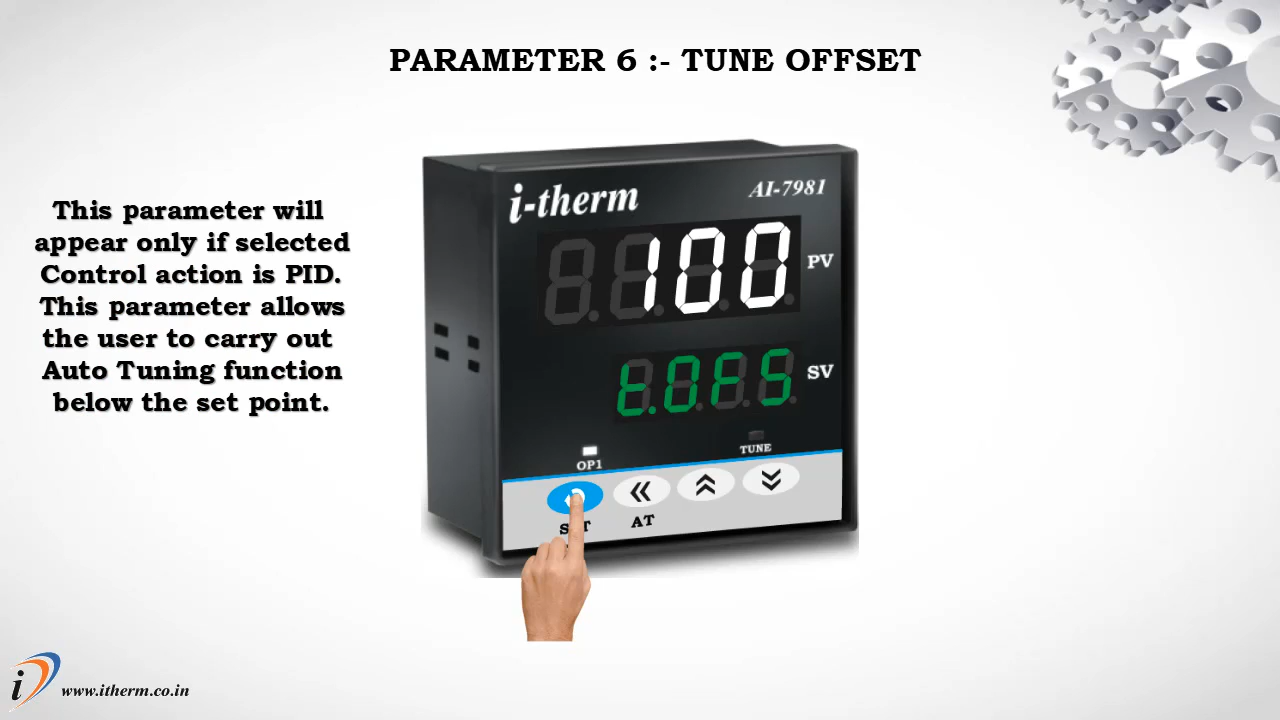 PARAMETER 6 :- TUNE OFFSET
This parameter will
appear only if selected
Control action is PID.
This parameter allows
the user to carry out
Auto Tuning function
below the set point.
i-therm
AI-7981
100
PV
t.OFS
SV
OP1
TUNE
AT
i
www.itherm.co.in